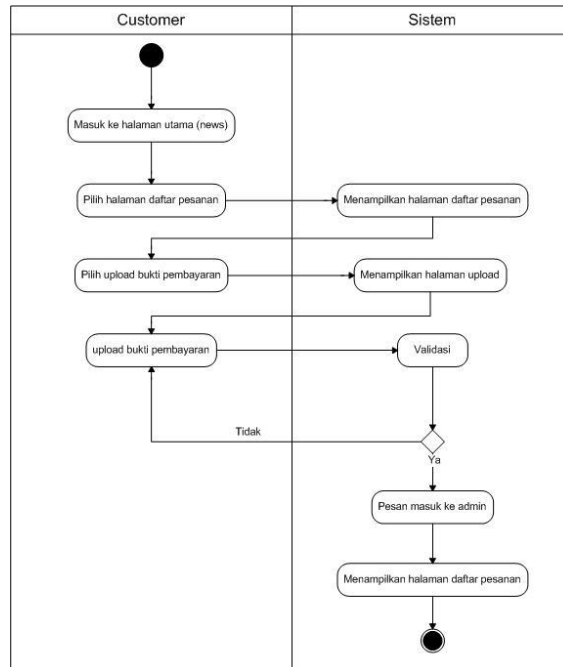 Customer
Sistem
Masuk ke halaman utama (news)
Pilih halaman daftar pesanan
Menampilkan halaman daftar pesanan
Pilih upload bukti pembayaran
Menampilkan halaman upload
upload bukti pembayaran
Validasi
Tidak
Ya
Pesan masuk ke admin
Menampilkan halaman daftar pesanan